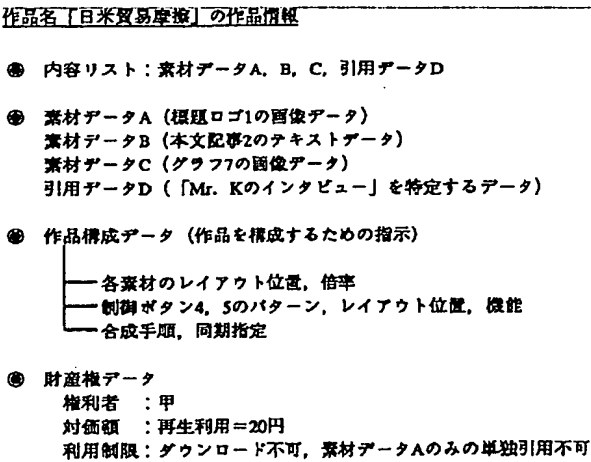 作品名「日米貿易摩擦」の作品情報
◉ 内容リスト：素材データA，B，C，引用データD
◉ 素材データA（標題ロゴ1の画像データ）
素材データB（本文記事2のテキストデータ）
素材データC（グラフ7の画像データ）
引用データD（「Mr. Kのインタビュー」を特定するデータ）
◉ 作品構成データ（作品を構成するための指示）
各素材のレイアウト位置，倍率
制御ボタン4，5のパターン，レイアウト位置，機能
合成手順，同期指定
◉ 財産権データ
権利者 ：甲
対価額 ：再生利用＝20円
利用制限：ダウンロード不可，素材データAのみの単独引用不可